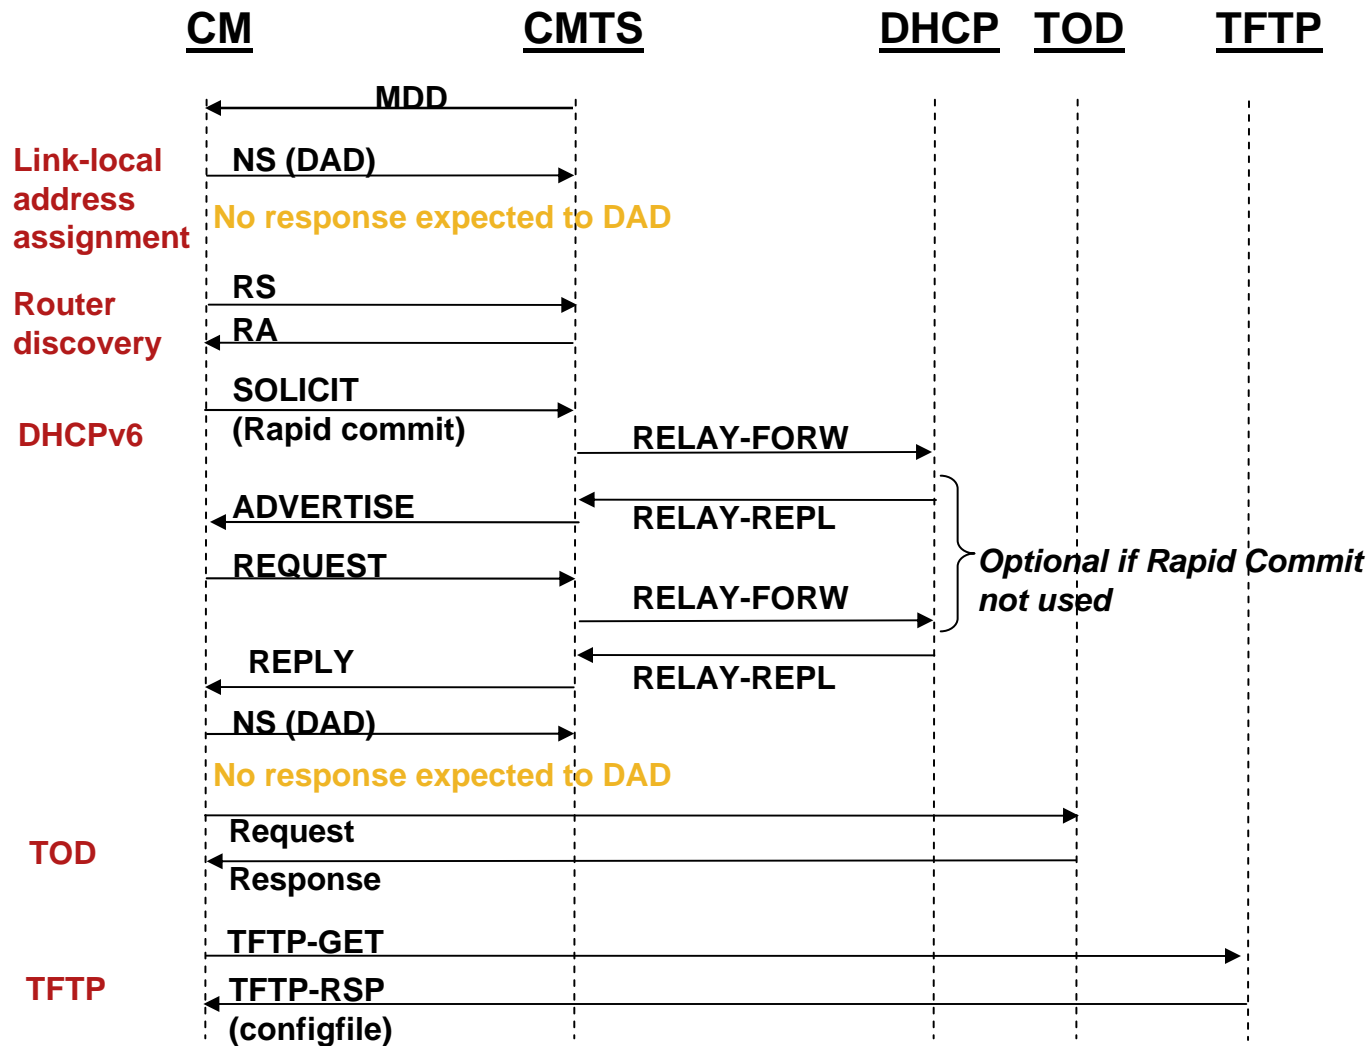 CM CMTS DHCP TOD TFTP
MDD
Link-local
address
assignment
NS (DAD)
No response expected to DAD
Router
discovery
RS
RA
DHCPv6
SOLICIT
(Rapid commit)
RELAY-FORW
ADVERTISE
RELAY-REPL
REQUEST
RELAY-FORW
Optional if Rapid Commit
not used
REPLY
RELAY-REPL
NS (DAD)
No response expected to DAD
TOD
Request
Response
TFTP
TFTP-GET
TFTP-RSP
(configfile)